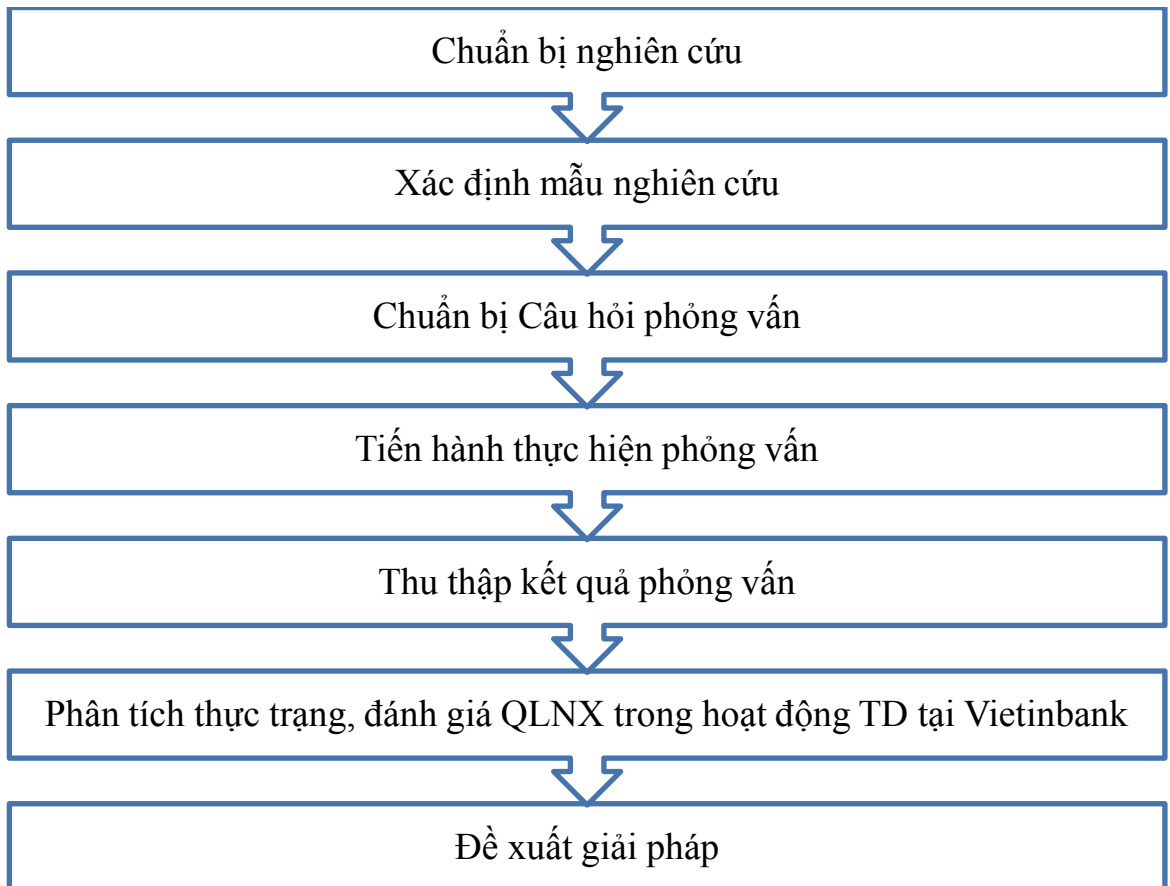 Chuẩn bị nghiên cứu
Xác định mẫu nghiên cứu
Chuẩn bị Câu hỏi phỏng vấn
Tiến hành thực hiện phỏng vấn
Thu thập kết quả phỏng vấn
Phân tích thực trạng, đánh giá QLNX trong hoạt động TD tại Vietinbank
Đề xuất giải pháp